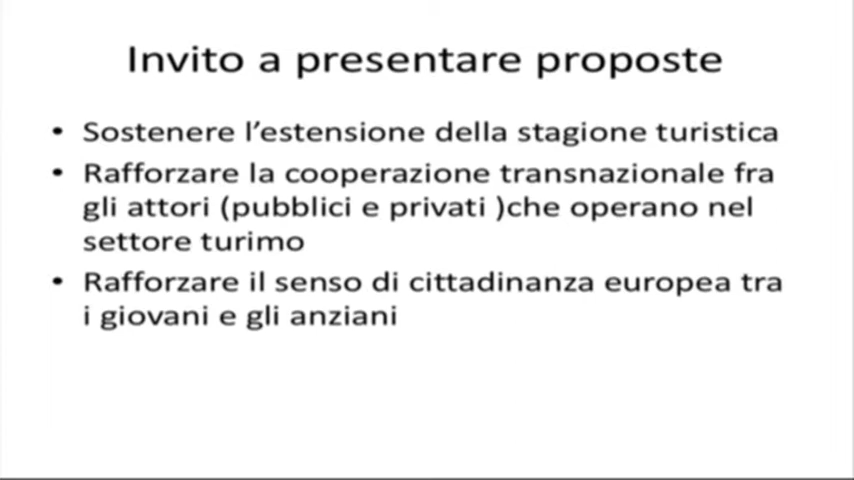 Invito a presentare proposte
• Sostenere l’estensione della stagione turistica
• Rafforzare la cooperazione transnazionale fra
gli attori (pubblici e privati )che operano nel
settore turimo
• Rafforzare il senso di cittadinanza europea tra
i giovani e gli anziani